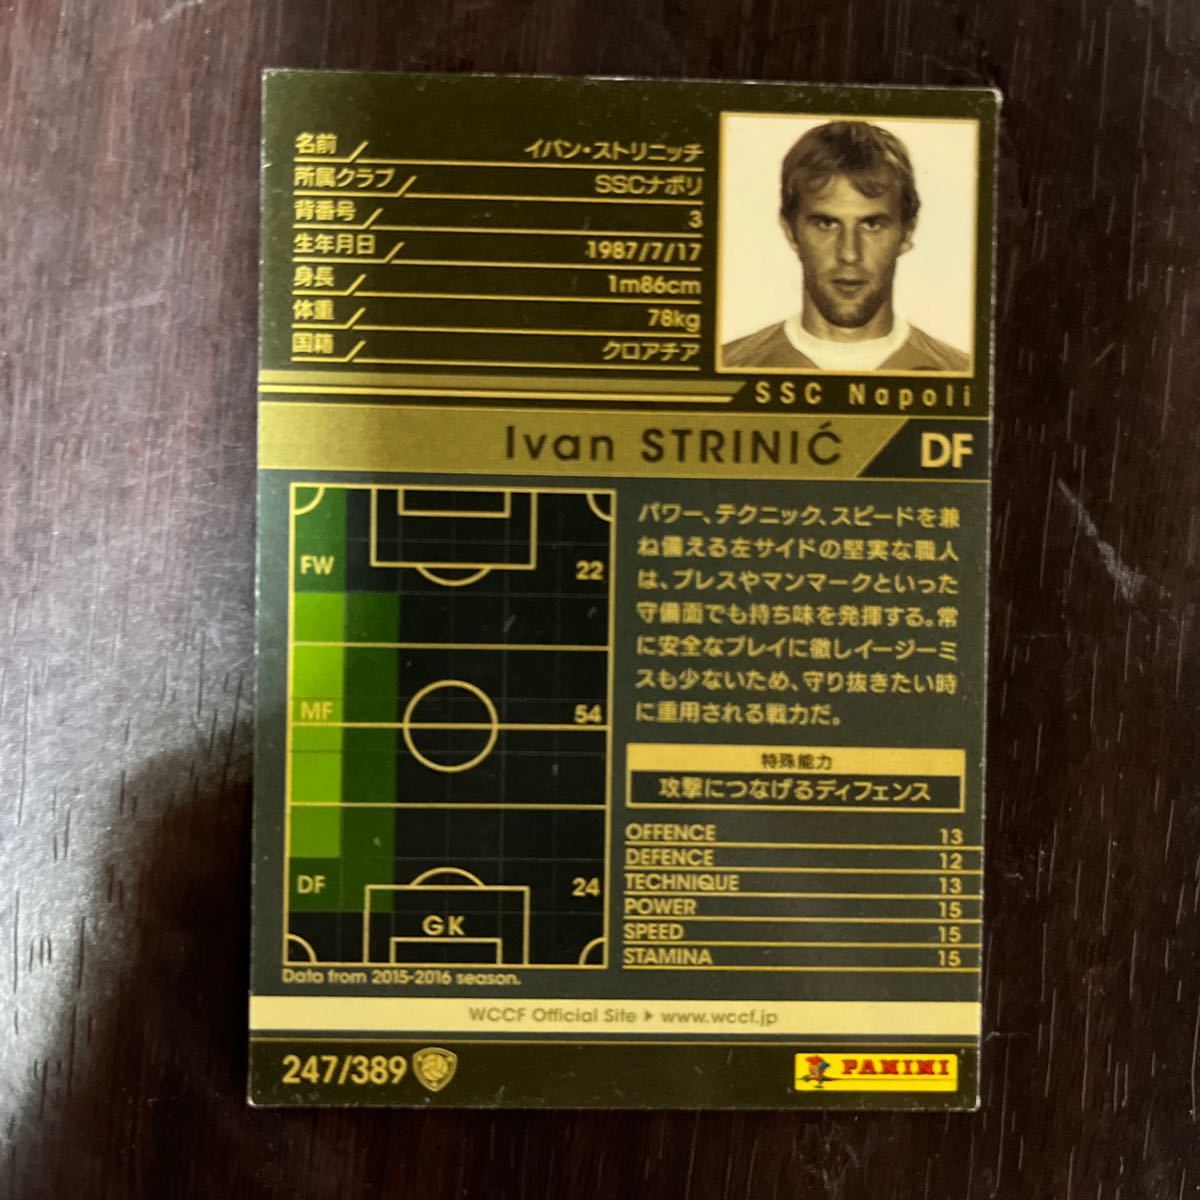 名前 イバン・ストリニッチ
所属クラブ SSCナポリ
背番号 3
生年月日 1987/7/17
身長 1m86cm
体重 78kg
国籍 クロアチア
SSC Napoli
Ivan STRINIĆ DF
FW 22
MF 54
DF 24
GK
Data from 2015-2016 season.
パワー、テクニック、スピードを兼
ね備える左サイドの堅実な職人
は、プレスやマンマークといった
守備面でも持ち味を発揮する。常
に安全なプレイに徹しイージーミ
スも少ないため、守り抜きたい時
に重用される戦力だ。
特殊能力
攻撃につなげるディフェンス
OFFENCE 13
DEFENCE 12
TECHNIQUE 13
POWER 15
SPEED 15
STAMINA 15
WCCF Official Site ▶ www.wccf.jp
247/389
PANINI